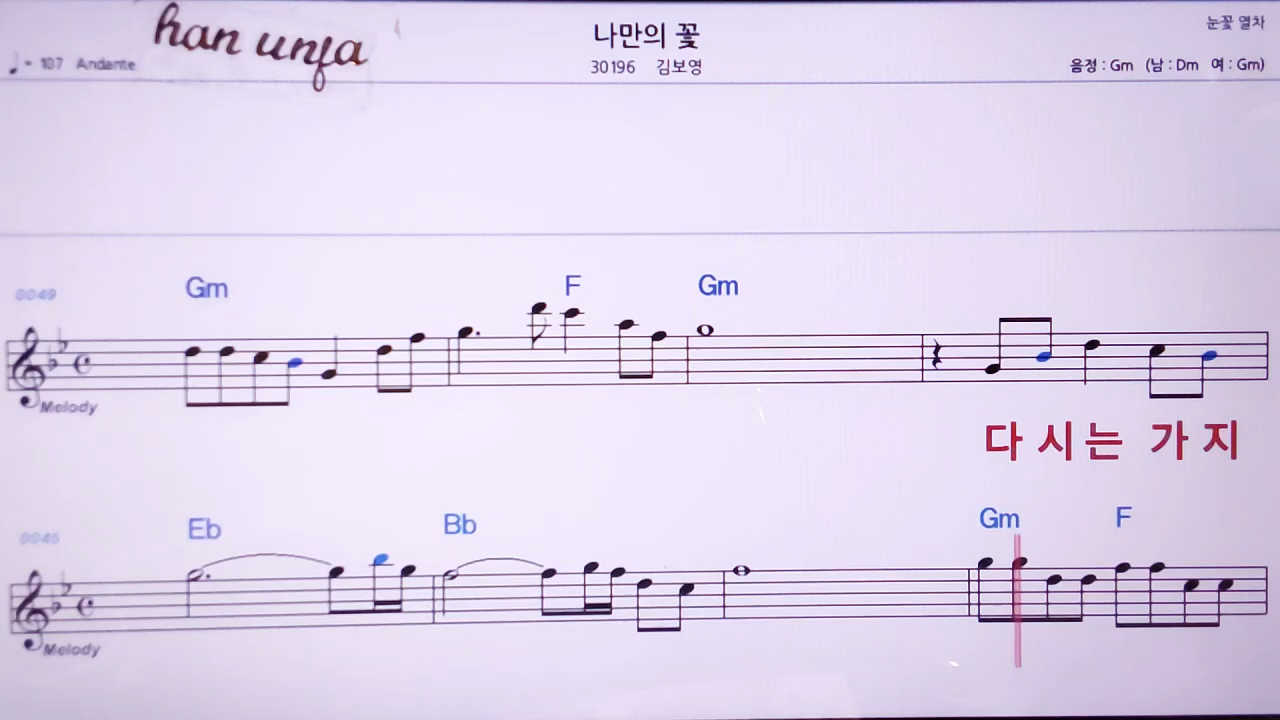 han unfa
나만의 꽃
눈꽃 열차
♩= 107 Andante
30196 김보영
음정 : Gm (남 : Dm 여 : Gm)
0049 Gm F Gm
Melody
다 시 는 가 지
0045 Eb Bb Gm F
Melody